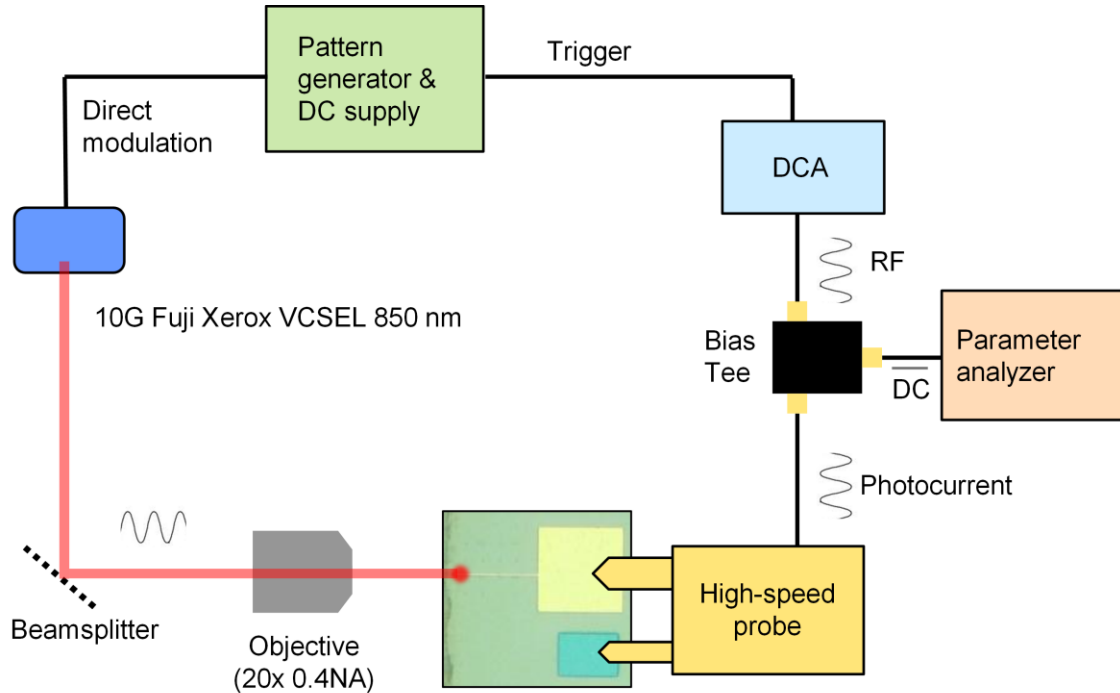 Pattern
generator &
DC supply
Trigger
Direct
modulation
DCA
RF
10G Fuji Xerox VCSEL 850 nm
Bias
Tee
DC
Parameter
analyzer
Photocurrent
High-speed
probe
Beamsplitter
Objective
(20x 0.4NA)